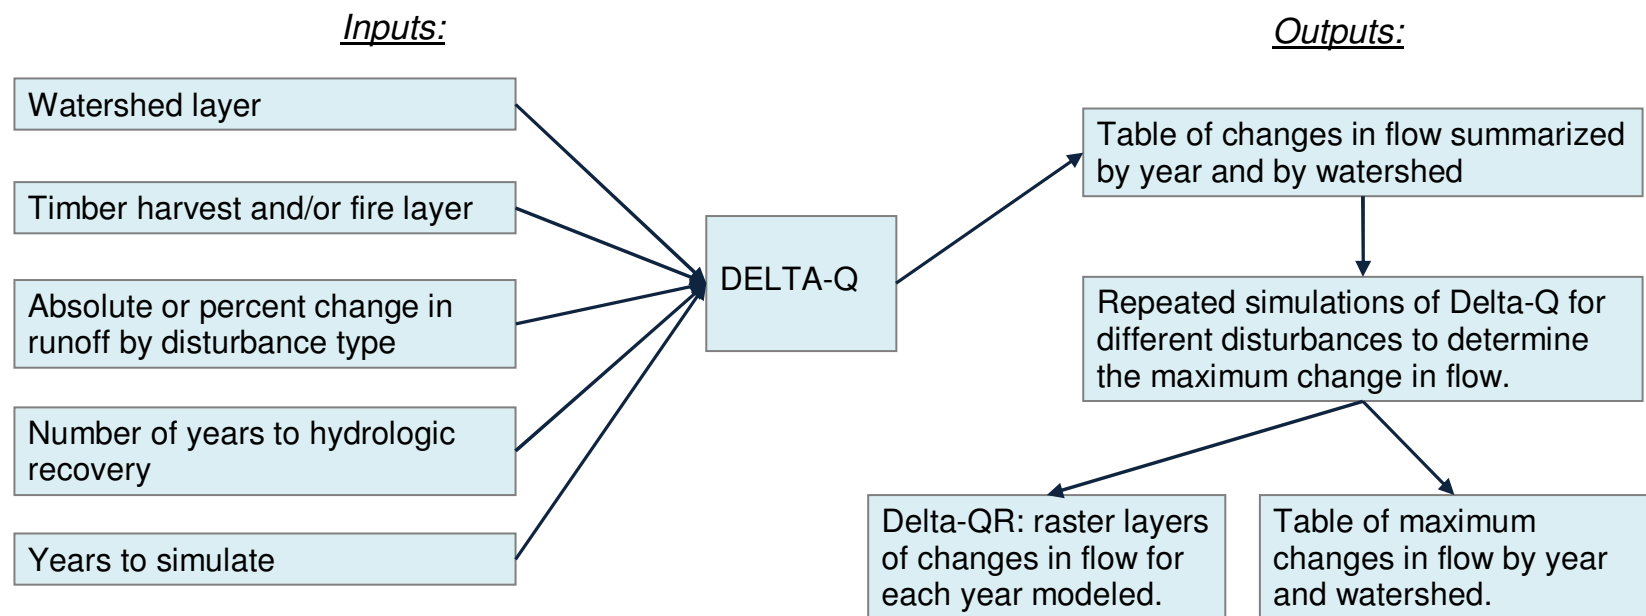 Inputs:
Watershed layer
Timber harvest and/or fire layer
Absolute or percent change in
runoff by disturbance type
Number of years to hydrologic
recovery
Years to simulate
DELTA-Q
Outputs:
Table of changes in flow summarized
by year and by watershed
Repeated simulations of Delta-Q for
different disturbances to determine
the maximum change in flow.
Delta-QR: raster layers
of changes in flow for
each year modeled.
Table of maximum
changes in flow by year
and watershed.